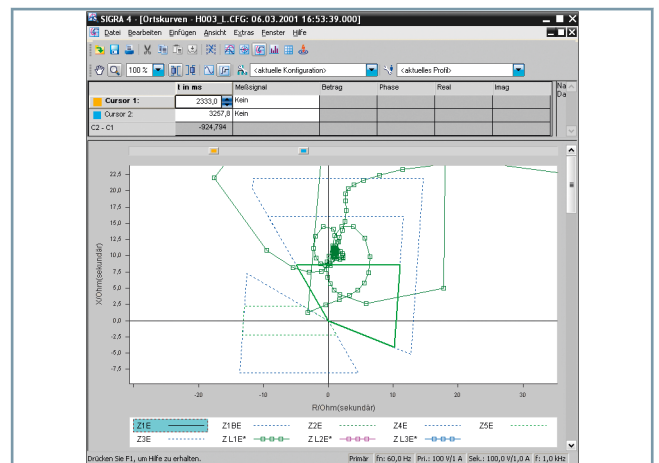 SIGRA 4 - [Ortskurven - H003_I..CFG: 06.03.2001 16:53:39.000]
Datei Bearbeiten Einfügen Ansicht Extras Fenster Hilfe
100 % <aktuelle Konfiguration> <aktuelles Profil>
t in ms Meßsignal Betrag Phase Real Imag Na
Da
Cursor 1: 2333,0 Kein
Cursor 2: 3257,8 Kein
C2 - C1 -924,794
22,5
20,0
17,5
15,0
12,5
10,0
7,5
5,0
2,5
0,0
-2,5
-5,0
-7,5
X/Ohm(sekundär)
-20 -10 0 10 20 30
R/Ohm(sekundär)
Z1E Z1BE Z2E Z4E Z5E
Z3E Z L1E* Z L2E* Z L3E*
Drücken Sie F1, um Hilfe zu erhalten. Primär fn: 60,0 Hz Pri.: 100 V/1 A Sek.: 100,0 V/1,0 A f: 1,0 kHz